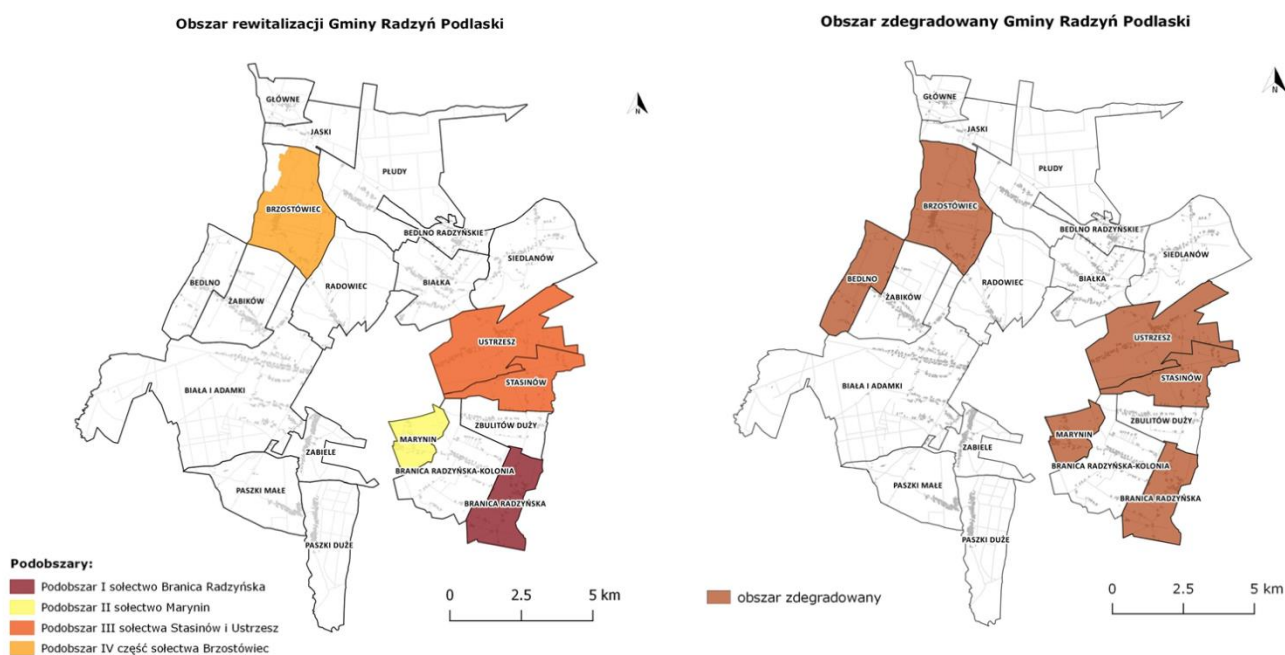 Obszar rewitalizacji Gminy Radzyń Podlaski
GŁÓWNE
N
JASKI
PŁUDY
BRZOSTÓWIEC
BEDLNO RADZYŃSKIE
SIEDLANÓW
BEDLNO
ŻABIKÓW
RADOWIEC
BIAŁKA
USTRZESZ
STASINÓW
BIAŁA I ADAMKI
ZBULITÓW DUŻY
MARYNIN
ZABIELE
BRANICA RADZYŃSKA-KOLONIA
PASZKI MAŁE
BRANICA RADZYŃSKA
PASZKI DUŻE
Podobszary:
Podobszar I sołectwo Branica Radzyńska
Podobszar II sołectwo Marynin
Podobszar III sołectwa Stasinów i Ustrzesz
Podobszar IV część sołectwa Brzostówiec
0 2.5 5 km
Obszar zdegradowany Gminy Radzyń Podlaski
N
GŁÓWNE
JASKI
PŁUDY
BRZOSTÓWIEC
BEDLNO RADZYŃSKIE
SIEDLANÓW
BEDLNO
ŻABIKÓW
RADOWIEC
BIAŁKA
USTRZESZ
STASINÓW
BIAŁA I ADAMKI
ZBULITÓW DUŻY
MARYNIN
ZABIELE
BRANICA RADZYŃSKA-KOLONIA
PASZKI MAŁE
BRANICA RADZYŃSKA
PASZKI DUŻE
obszar zdegradowany
0 2.5 5 km